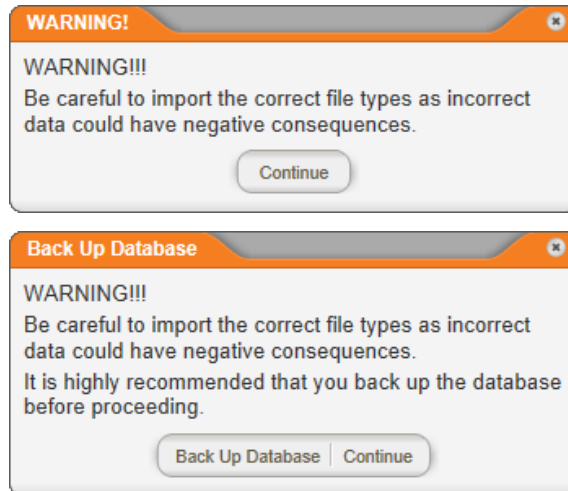 WARNING!
WARNING!!!
Be careful to import the correct file types as incorrect
data could have negative consequences.
Continue
Back Up Database
WARNING!!!
Be careful to import the correct file types as incorrect
data could have negative consequences.
It is highly recommended that you back up the database
before proceeding.
Back Up Database Continue